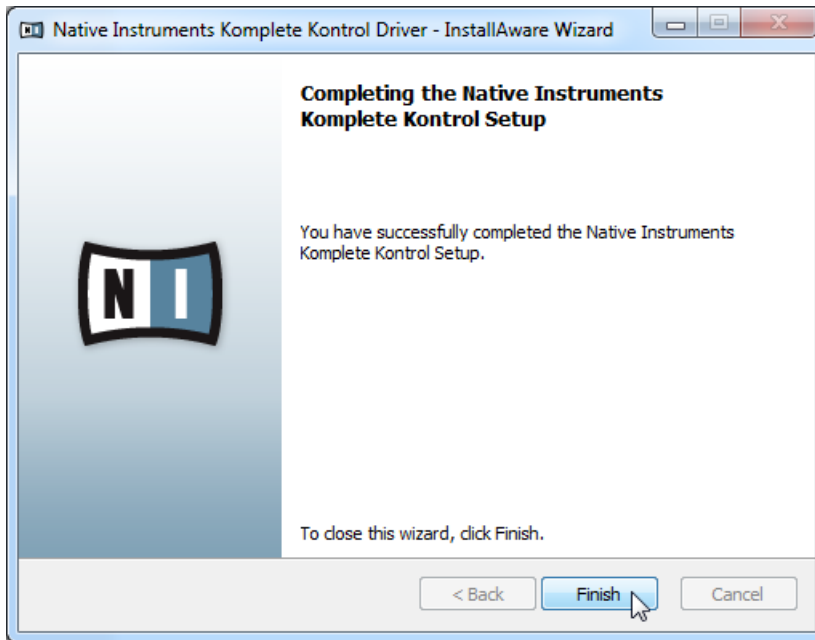 Native Instruments Komplete Kontrol Driver - InstallAware Wizard
Completing the Native Instruments
Komplete Kontrol Setup
You have successfully completed the Native Instruments
Komplete Kontrol Setup.
NI
To close this wizard, click Finish.
< Back Finish Cancel